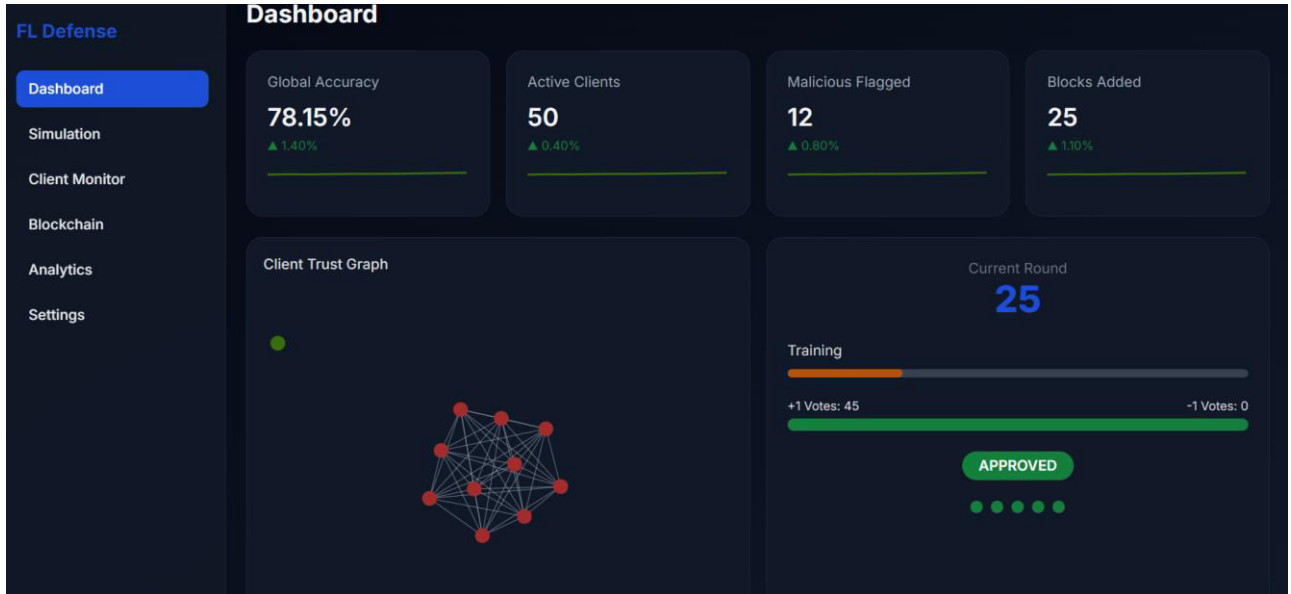 FL Defense
Dashboard
Simulation
Client Monitor
Blockchain
Analytics
Settings
Dashboard
Global Accuracy
78.15%
▲ 1.40%
Active Clients
50
▲ 0.40%
Malicious Flagged
12
▲ 0.80%
Blocks Added
25
▲ 1.10%
Client Trust Graph
Current Round
25
Training
+1 Votes: 45
-1 Votes: 0
APPROVED